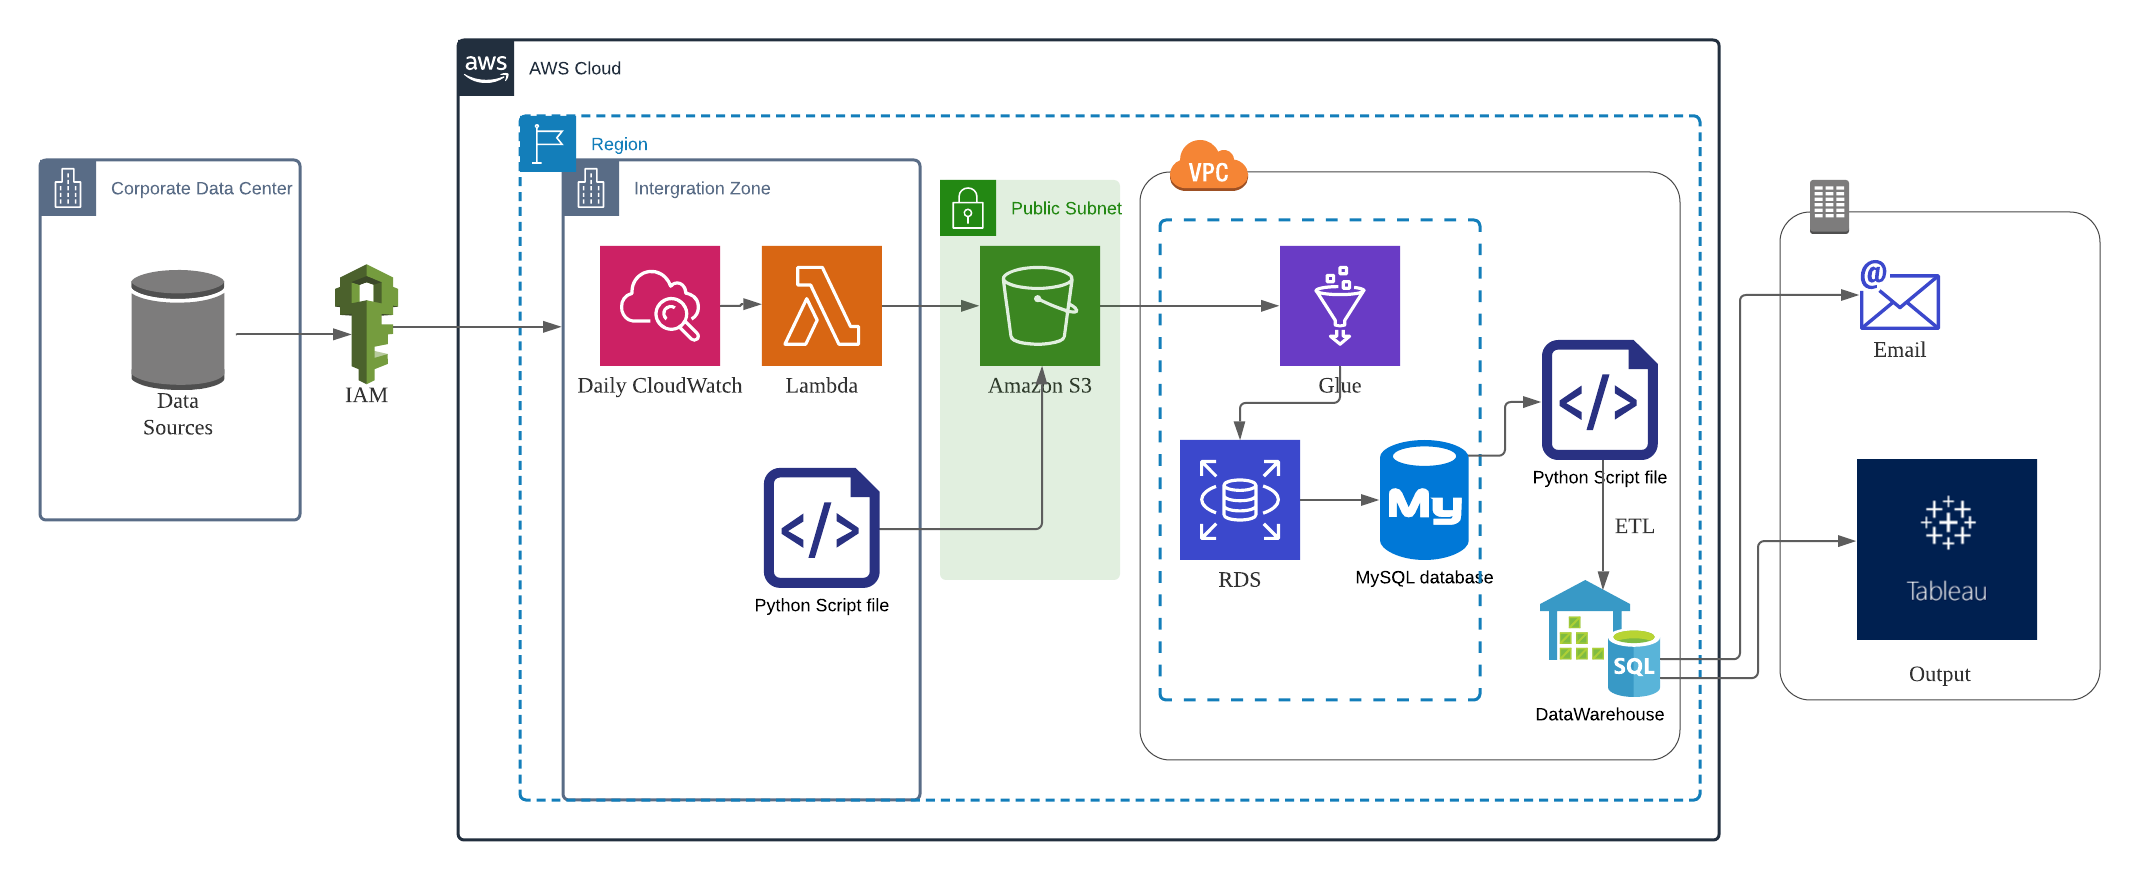 aws
AWS Cloud
Region
Corporate Data Center
Intergration Zone
Public Subnet
VPC
Data
Sources
IAM
Daily CloudWatch
Lambda
Amazon S3
Glue
Python Script file
RDS
My
MySQL database
Python Script file
ETL
SQL
DataWarehouse
@
Email
Tableau
Output